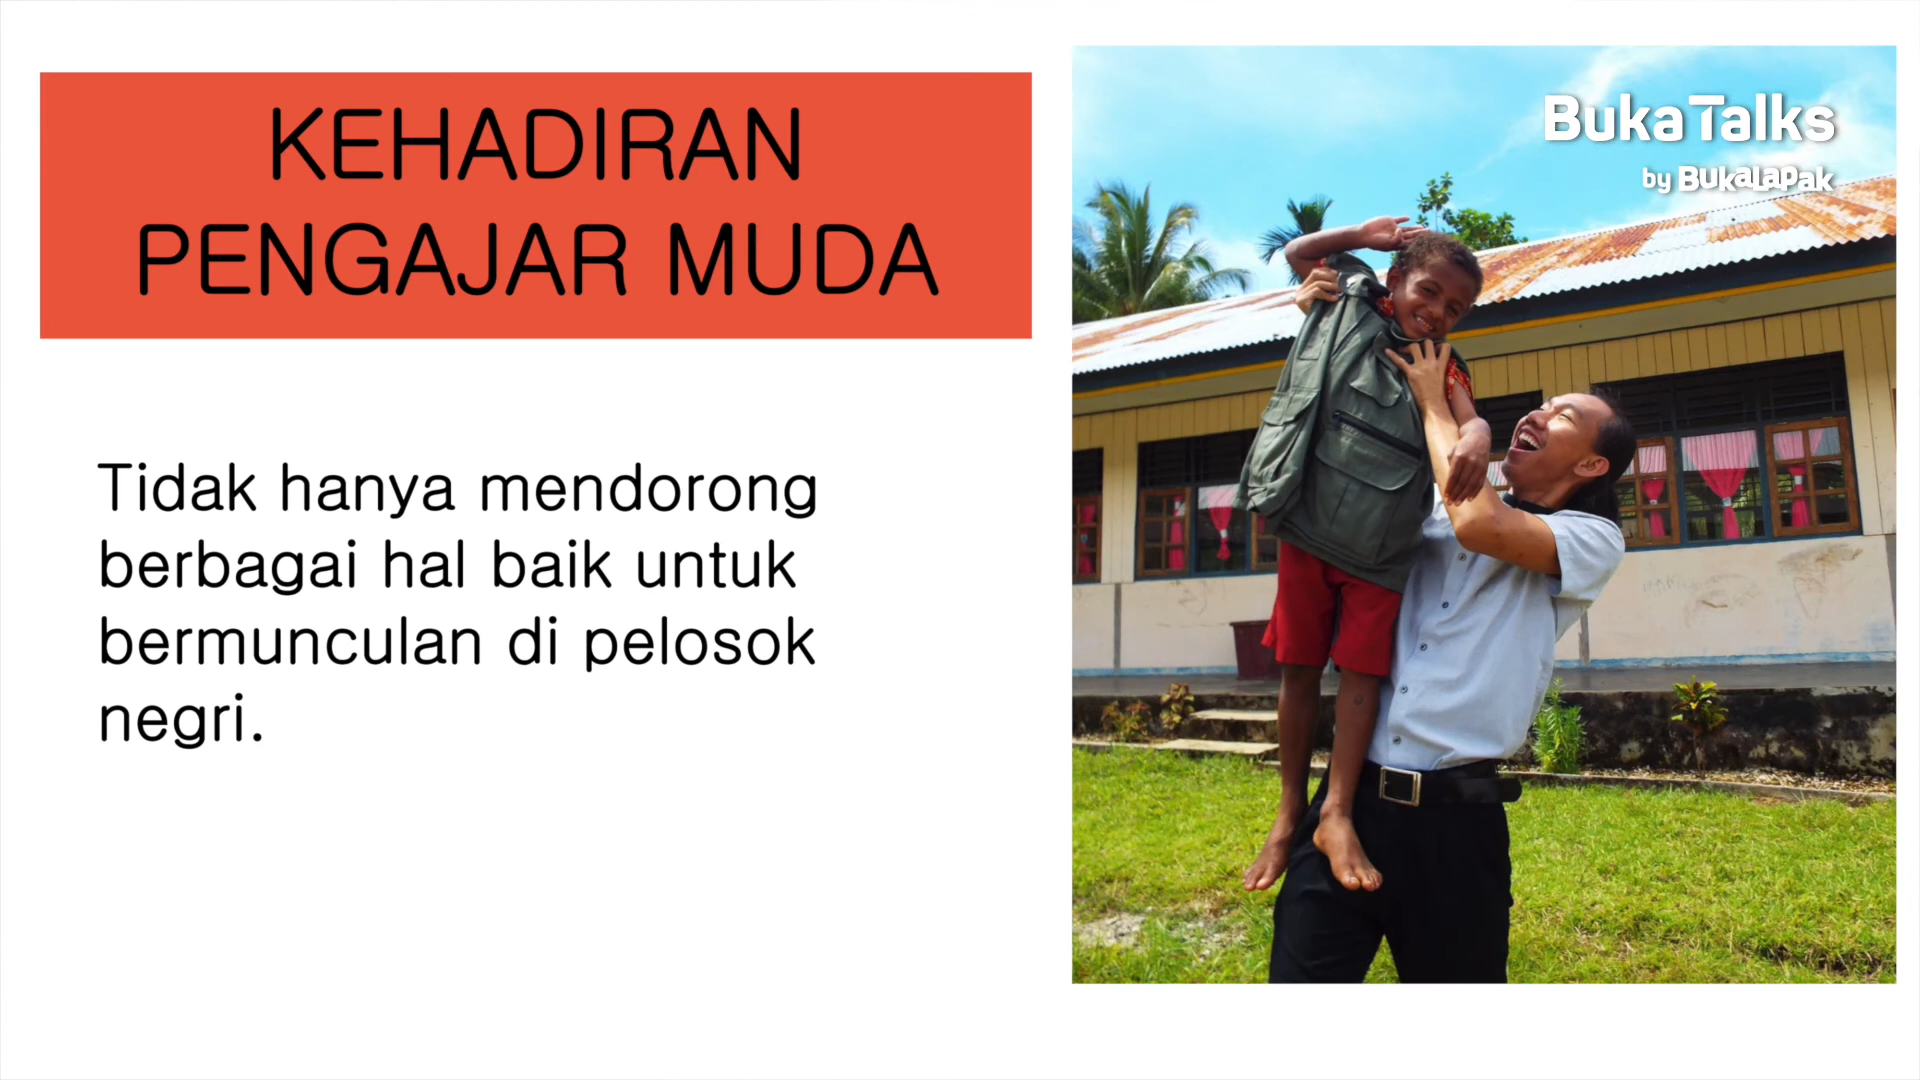 KEHADIRAN
PENGAJAR MUDA
Tidak hanya mendorong
berbagai hal baik untuk
bermunculan di pelosok
negri.
BukaTalks
by BukaLapak